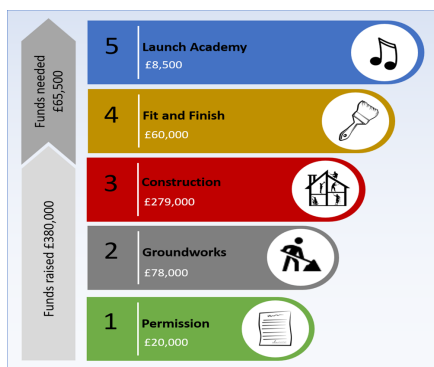 Funds needed
£65,500
Funds raised £380,000
5
Launch Academy
£8,500
4
Fit and Finish
£60,000
3
Construction
£279,000
2
Groundworks
£78,000
1
Permission
£20,000